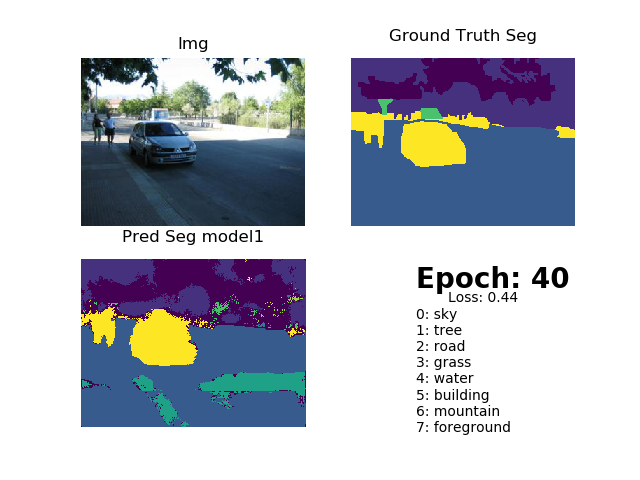 Img
Ground Truth Seg
Pred Seg model1
Epoch: 40
Loss: 0.44
0: sky
1: tree
2: road
3: grass
4: water
5: building
6: mountain
7: foreground